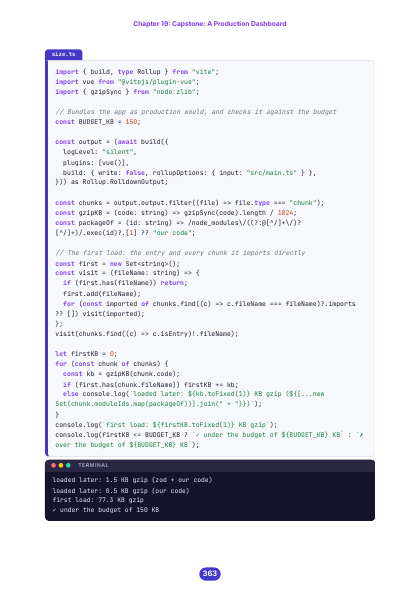 Chapter 19: Capstone: A Production Dashboard
size.ts
import { build, type Rollup } from "vite";
import vue from "@vitejs/plugin-vue";
import { gzipSync } from "node:zlib";
// Bundles the app as production would, and checks it against the budget
const BUDGET_KB = 150;
const output = (await build({
  logLevel: "silent",
  plugins: [vue()],
  build: { write: false, rollupOptions: { input: "src/main.ts" } },
})) as Rollup.RolldownOutput;
const chunks = output.output.filter((file) => file.type === "chunk");
const gzipKB = (code: string) => gzipSync(code).length / 1024;
const packageOf = (id: string) => /node_modules\/((?:@[^/]+\/)?
[^/]+)/.exec(id)?.[1] ?? "our code";
// The first load: the entry and every chunk it imports directly
const first = new Set<string>();
const visit = (fileName: string) => {
  if (first.has(fileName)) return;
  first.add(fileName);
  for (const imported of chunks.find((c) => c.fileName === fileName)?.imports
?? []) visit(imported);
};
visit(chunks.find((c) => c.isEntry)!.fileName);
let firstKB = 0;
for (const chunk of chunks) {
  const kb = gzipKB(chunk.code);
  if (first.has(chunk.fileName)) firstKB += kb;
  else console.log(`loaded later: ${kb.toFixed(1)} KB gzip (${[...new
Set(chunk.moduleIds.map(packageOf))].join(" + ")})`);
}
console.log(`first load: ${firstKB.toFixed(1)} KB gzip`);
console.log(firstKB <= BUDGET_KB ? `✓ under the budget of ${BUDGET_KB} KB` : `✗
over the budget of ${BUDGET_KB} KB`);
TERMINAL
loaded later: 1.5 KB gzip (zod + our code)
loaded later: 0.5 KB gzip (our code)
first load: 77.3 KB gzip
✓ under the budget of 150 KB
363